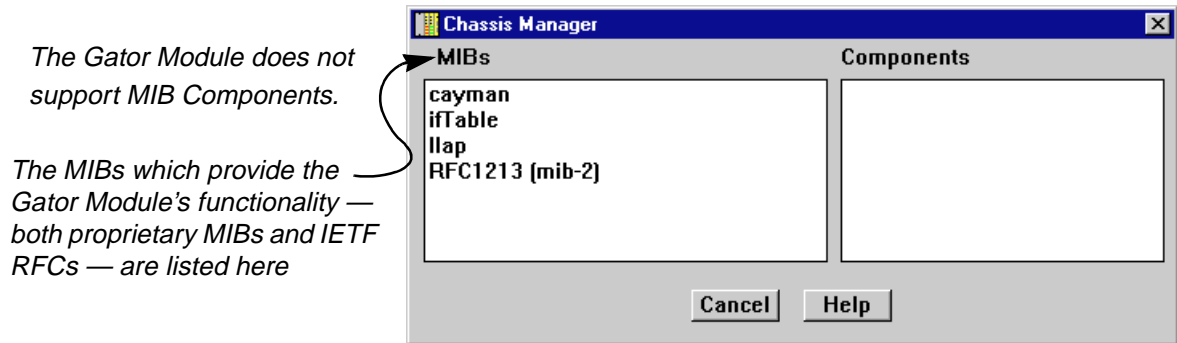 The Gator Module does not
support MIB Components.
The MIBs which provide the
Gator Module’s functionality —
both proprietary MIBs and IETF
RFCs — are listed here
Chassis Manager
MIBs
Components
cayman
ifTable
llap
RFC1213 (mib-2)
Cancel
Help